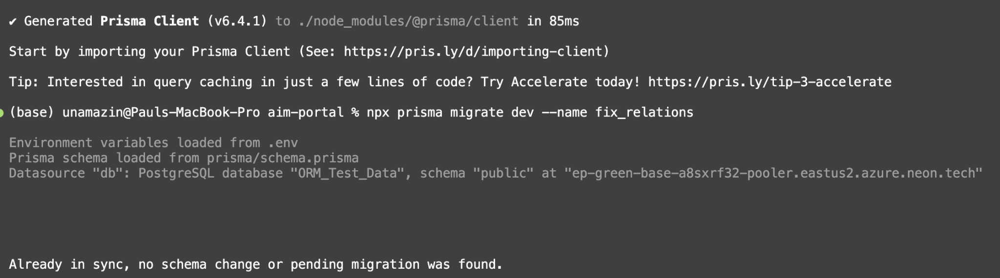 ✔ Generated Prisma Client (v6.4.1) to ./node_modules/@prisma/client in 85ms
Start by importing your Prisma Client (See: https://pris.ly/d/importing-client)
Tip: Interested in query caching in just a few lines of code? Try Accelerate today! https://pris.ly/tip-3-accelerate
(base) unamazin@Pauls-MacBook-Pro aim-portal % npx prisma migrate dev --name fix_relations
Environment variables loaded from .env
Prisma schema loaded from prisma/schema.prisma
Datasource "db": PostgreSQL database "ORM_Test_Data", schema "public" at "ep-green-base-a8sxrf32-pooler.eastus2.azure.neon.tech"
Already in sync, no schema change or pending migration was found.